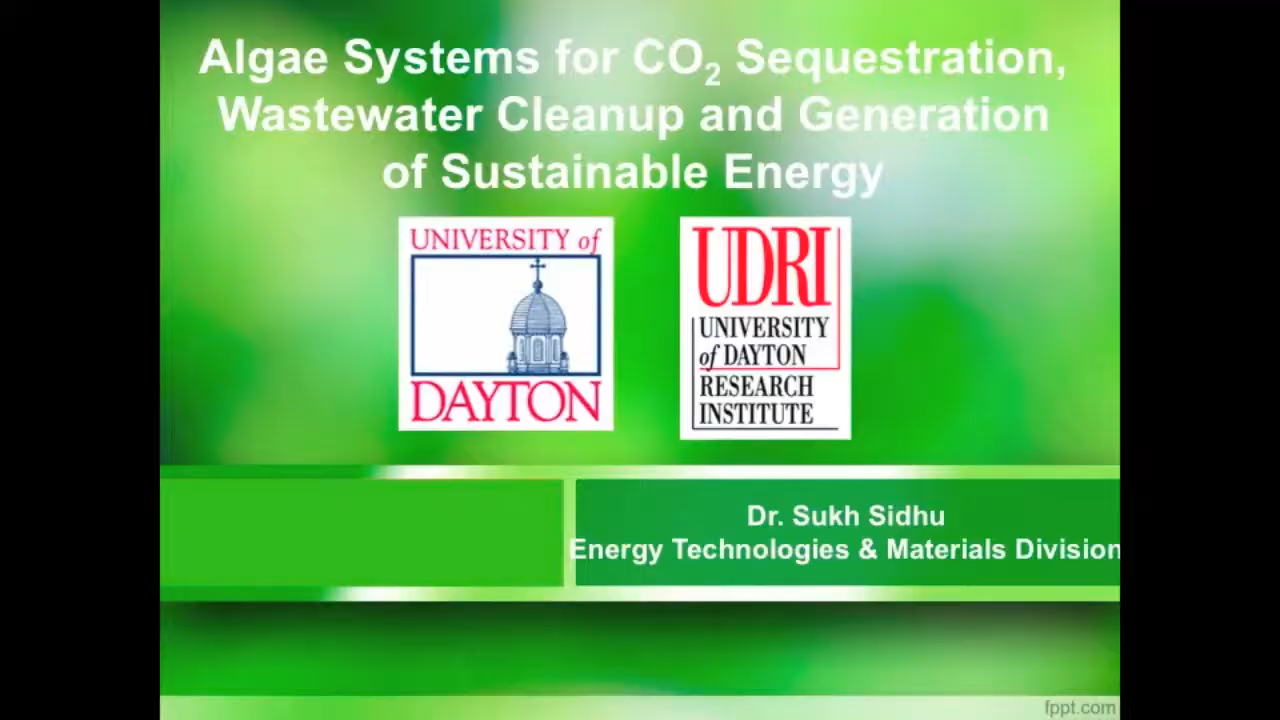 Algae Systems for CO₂ Sequestration,
Wastewater Cleanup and Generation
of Sustainable Energy
UNIVERSITY of
DAYTON
UDRI
UNIVERSITY
of DAYTON
RESEARCH
INSTITUTE
Dr. Sukh Sidhu
Energy Technologies & Materials Division
fppt.com